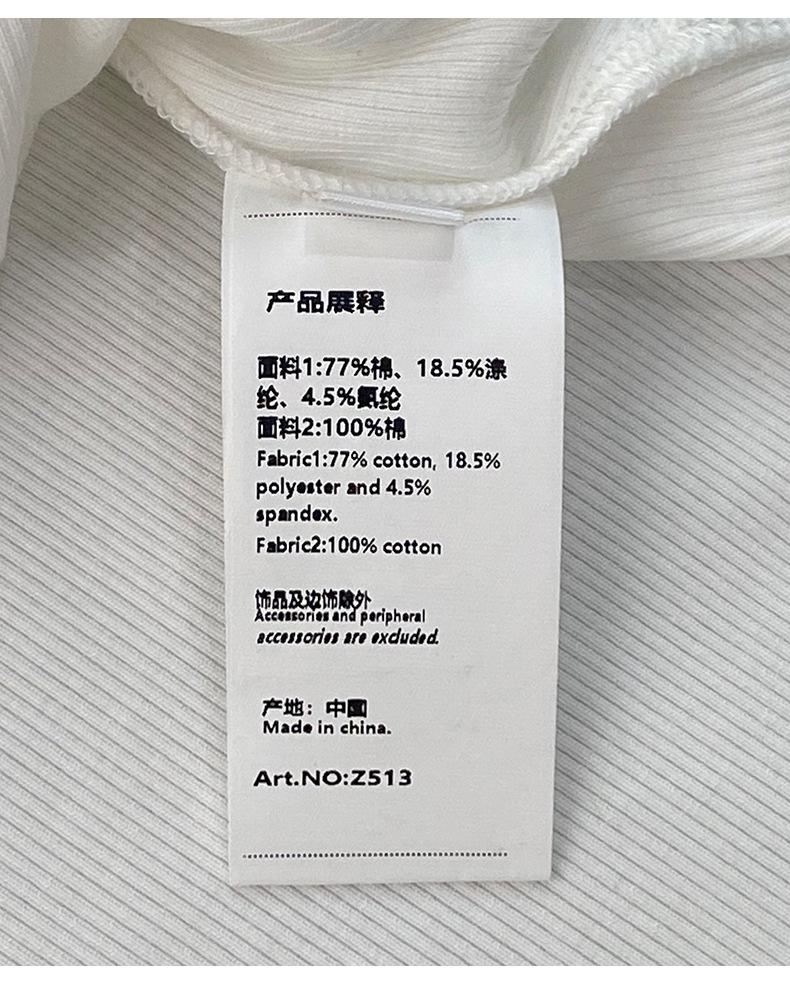 产品展释
面料1:77%棉、18.5%涤
纶、4.5%氨纶
面料2:100%棉
Fabric1:77% cotton, 18.5%
polyester and 4.5%
spandex.
Fabric2:100% cotton
饰品及边饰除外
Accessories and peripheral
accessories are excluded.
产地：中国
Made in china.
Art.NO:Z513